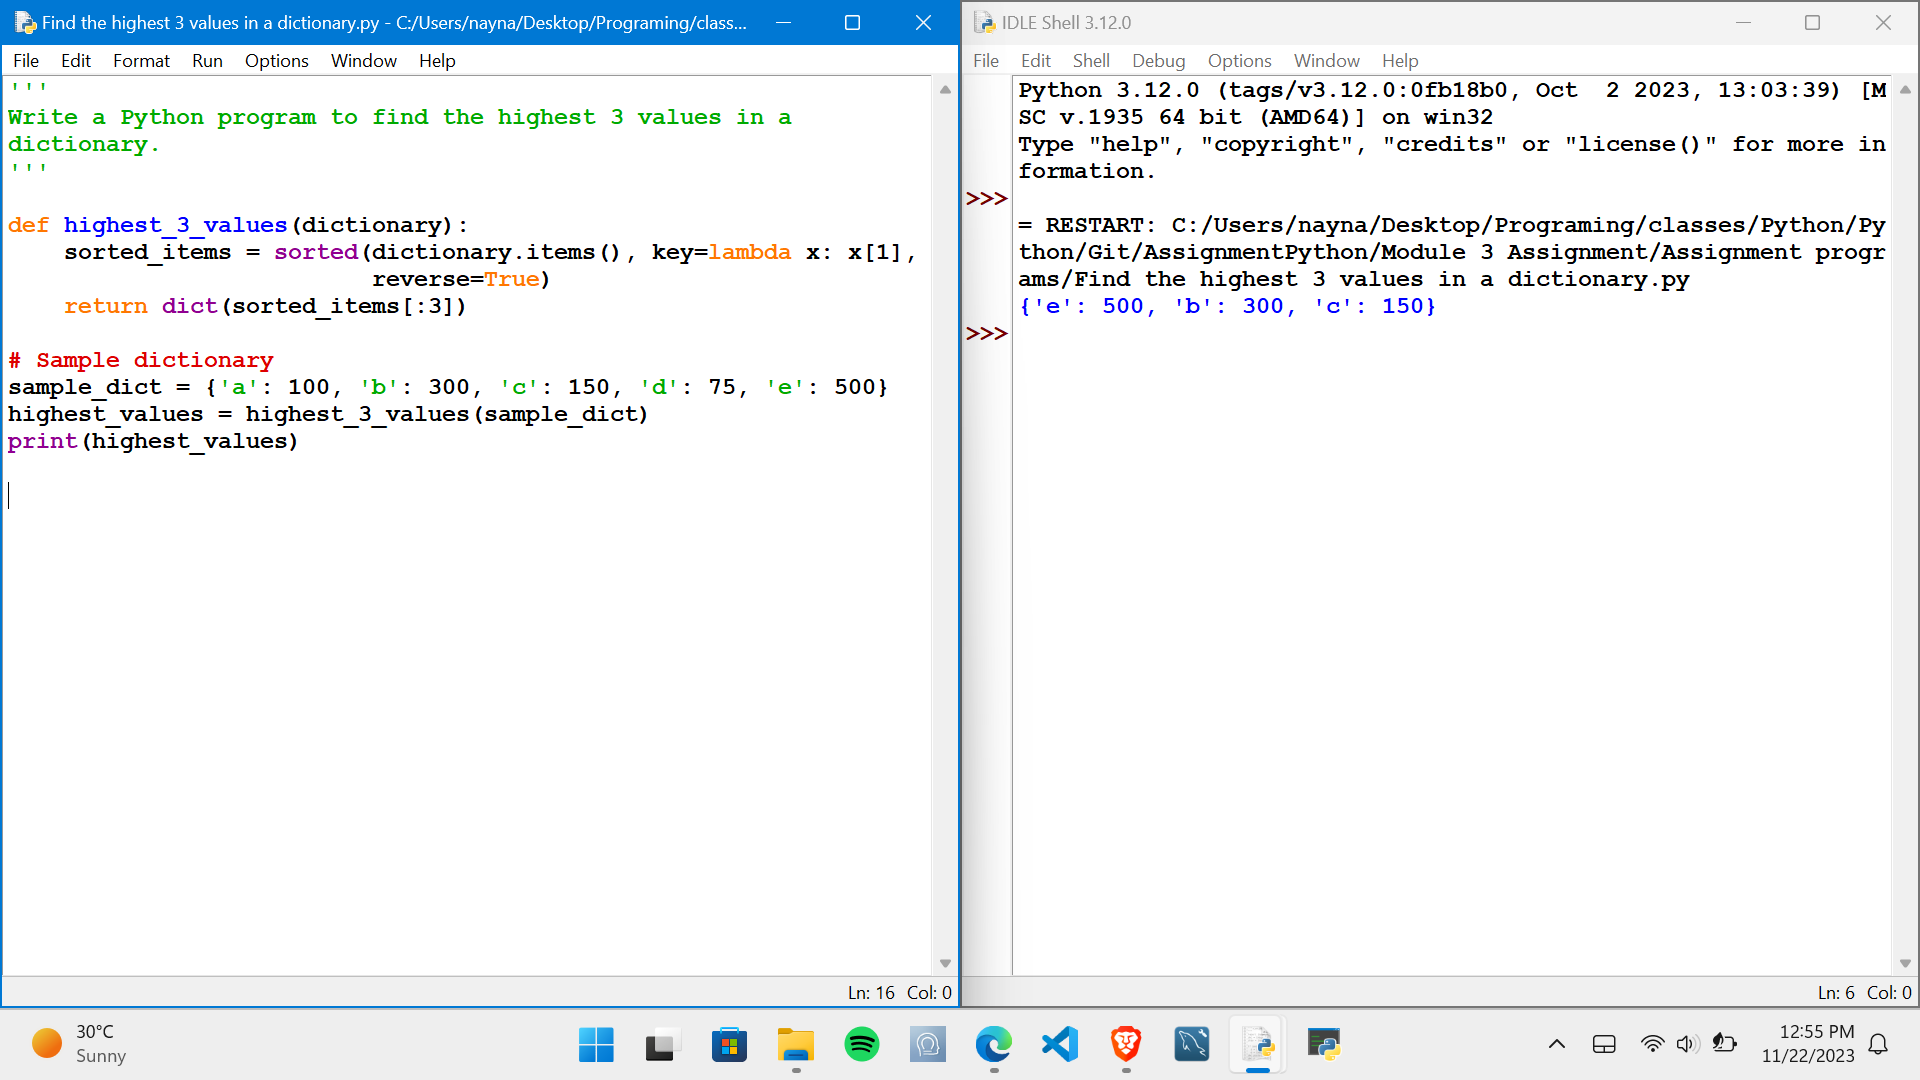 Find the highest 3 values in a dictionary.py - C:/Users/nayna/Desktop/Programing/class...
File Edit Format Run Options Window Help
'''
Write a Python program to find the highest 3 values in a
dictionary.
'''
def highest_3_values(dictionary):
    sorted_items = sorted(dictionary.items(), key=lambda x: x[1],
                          reverse=True)
    return dict(sorted_items[:3])
# Sample dictionary
sample_dict = {'a': 100, 'b': 300, 'c': 150, 'd': 75, 'e': 500}
highest_values = highest_3_values(sample_dict)
print(highest_values)
Ln: 16 Col: 0
IDLE Shell 3.12.0
File Edit Shell Debug Options Window Help
Python 3.12.0 (tags/v3.12.0:0fb18b0, Oct  2 2023, 13:03:39) [M
SC v.1935 64 bit (AMD64)] on win32
Type "help", "copyright", "credits" or "license()" for more in
formation.
>>>
= RESTART: C:/Users/nayna/Desktop/Programing/classes/Python/Py
thon/Git/AssignmentPython/Module 3 Assignment/Assignment progr
ams/Find the highest 3 values in a dictionary.py
{'e': 500, 'b': 300, 'c': 150}
>>>
Ln: 6 Col: 0
30°C
Sunny
12:55 PM
11/22/2023